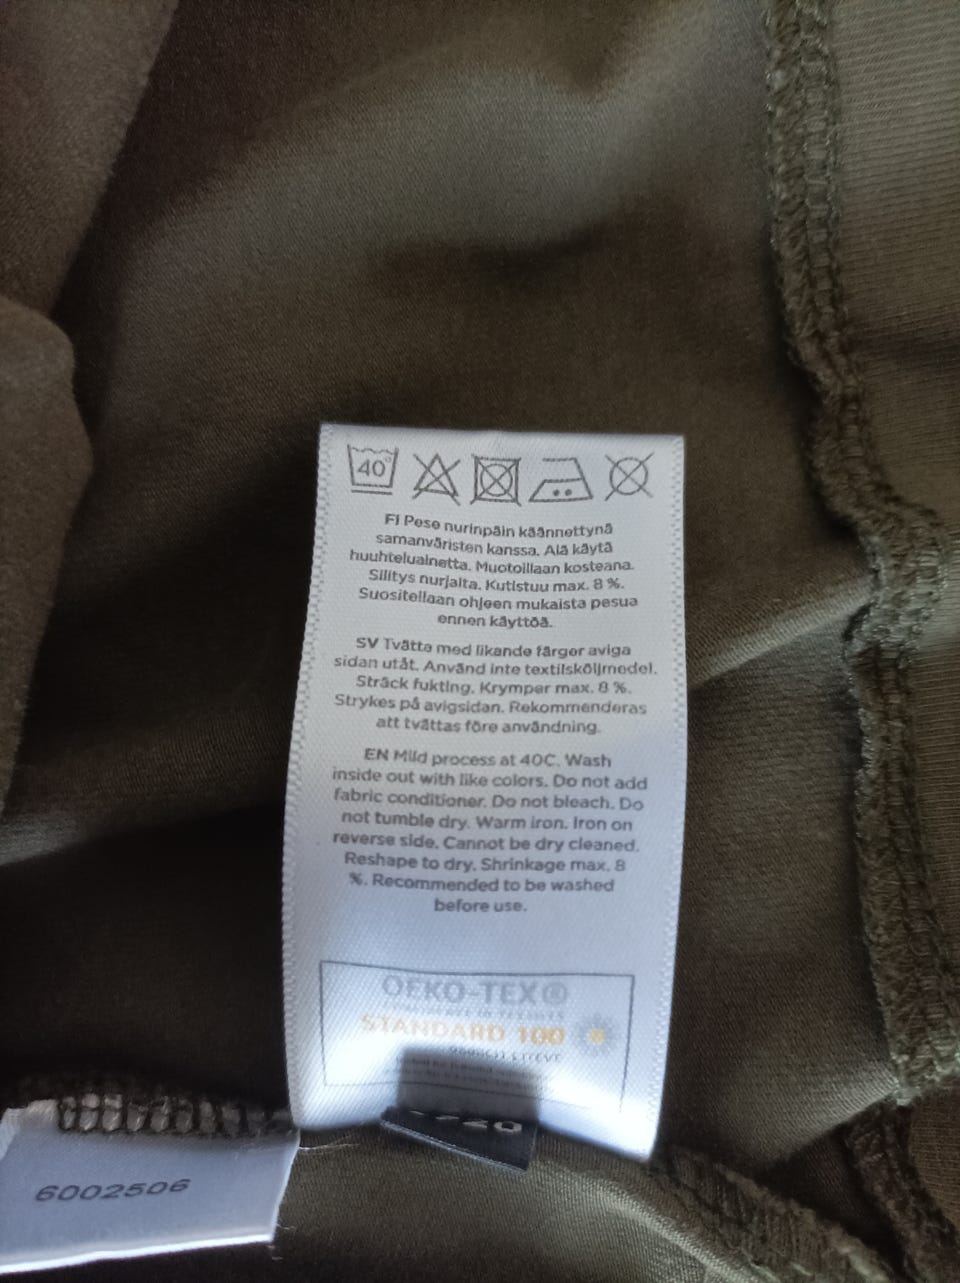 40°
FI Pese nurinpäin käännettynä
samanväristen kanssa. Älä käytä
huuhteluainetta. Muotoillaan kosteana.
Silitys nurjalta. Kutistuu max. 8 %.
Suositellaan ohjeen mukaista pesua
ennen käyttöä.
SV Tvätta med likande färger aviga
sidan utåt. Använd inte textilsköljmedel.
Sträck fukting. Krymper max. 8 %.
Strykes på avigsidan. Rekommenderas
att tvättas före användning.
EN Mild process at 40C. Wash
inside out with like colors. Do not add
fabric conditioner. Do not bleach. Do
not tumble dry. Warm iron. Iron on
reverse side. Cannot be dry cleaned.
Reshape to dry. Shrinkage max. 8
%. Recommended to be washed
before use.
OEKO-TEX®
STANDARD 100
6002506